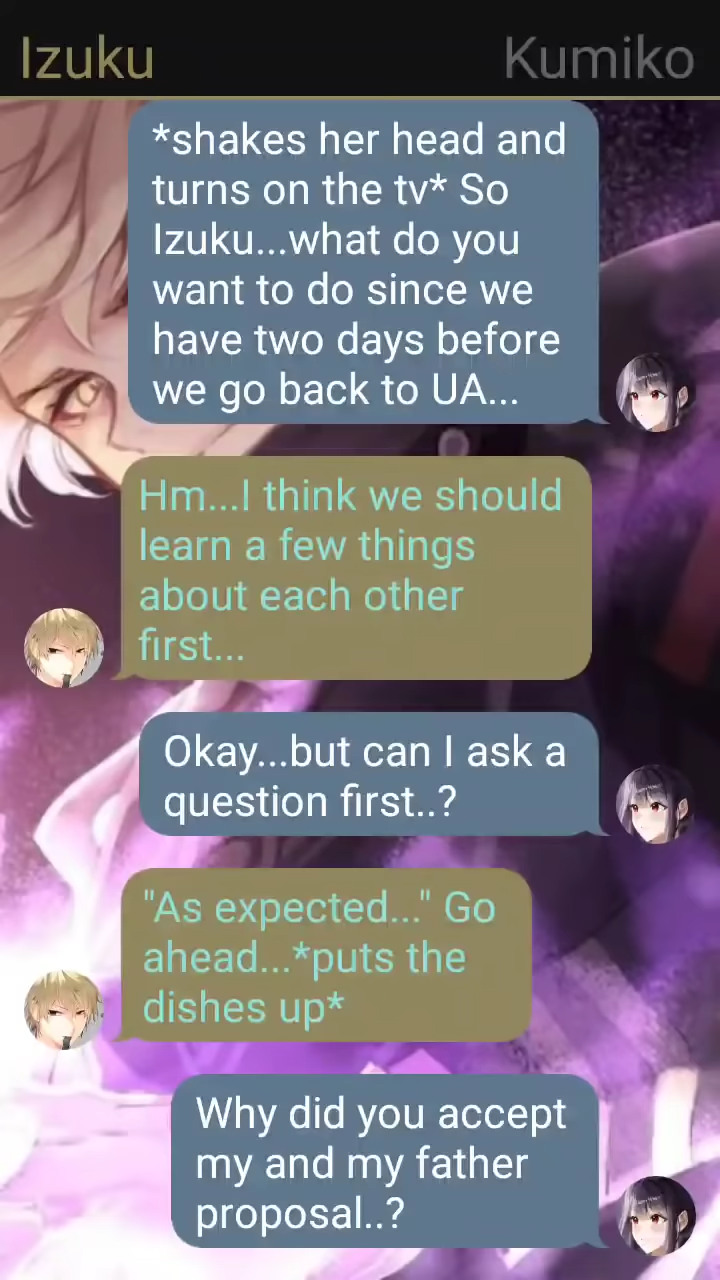 Izuku
Kumiko
*shakes her head and
turns on the tv* So
Izuku...what do you
want to do since we
have two days before
we go back to UA...
Hm...I think we should
learn a few things
about each other
first...
Okay...but can I ask a
question first..?
"As expected..." Go
ahead...*puts the
dishes up*
Why did you accept
my and my father
proposal..?